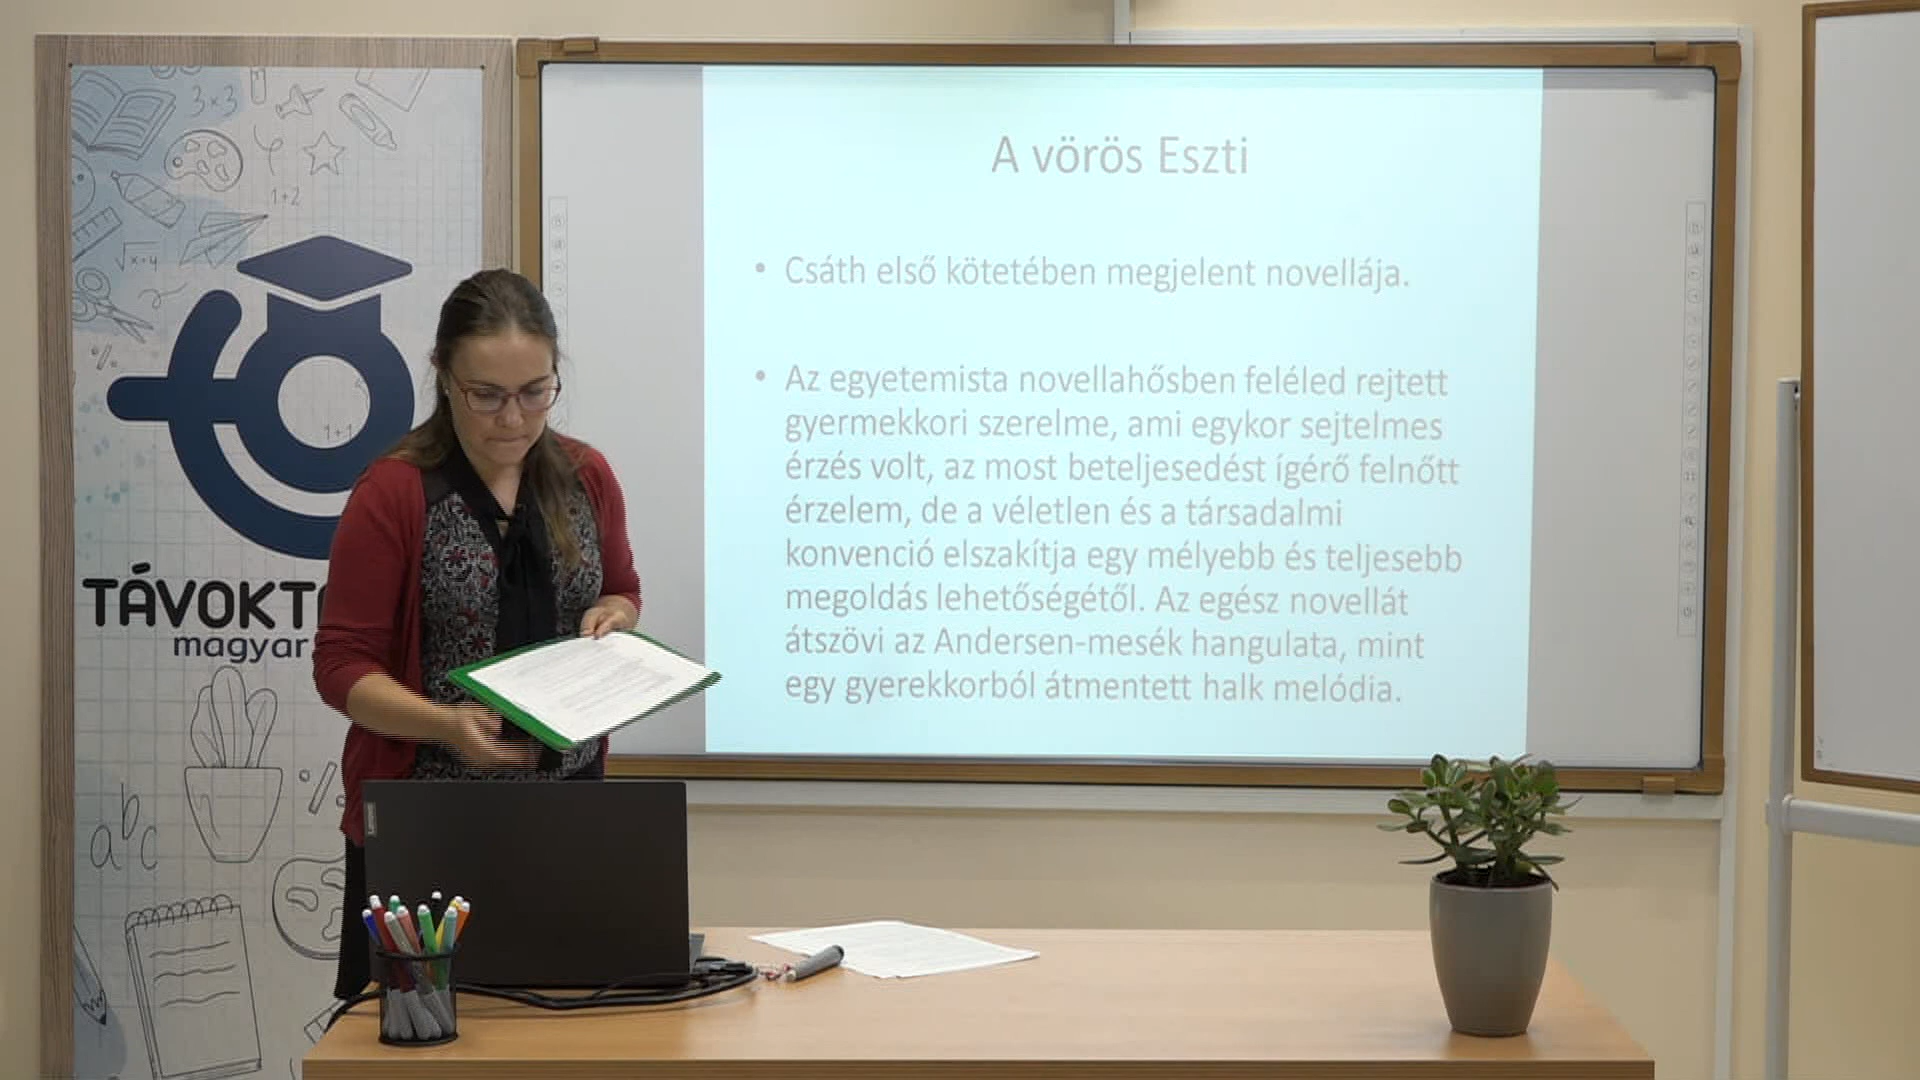 A vörös Eszti
• Csáth első kötetében megjelent novellája.
• Az egyetemista novellahősben feléled rejtett
gyermekkori szerelme, ami egykor sejtelmes
érzés volt, az most beteljesedést ígérő felnőtt
érzelem, de a véletlen és a társadalmi
konvenció elszakítja egy mélyebb és teljesebb
megoldás lehetőségétől. Az egész novellát
átszövi az Andersen-mesék hangulata, mint
egy gyerekkorból átmentett halk melódia.
3×3
1+2
√x+4
%
1+1
TÁVOKT
magyar
%
abc
Lenovo